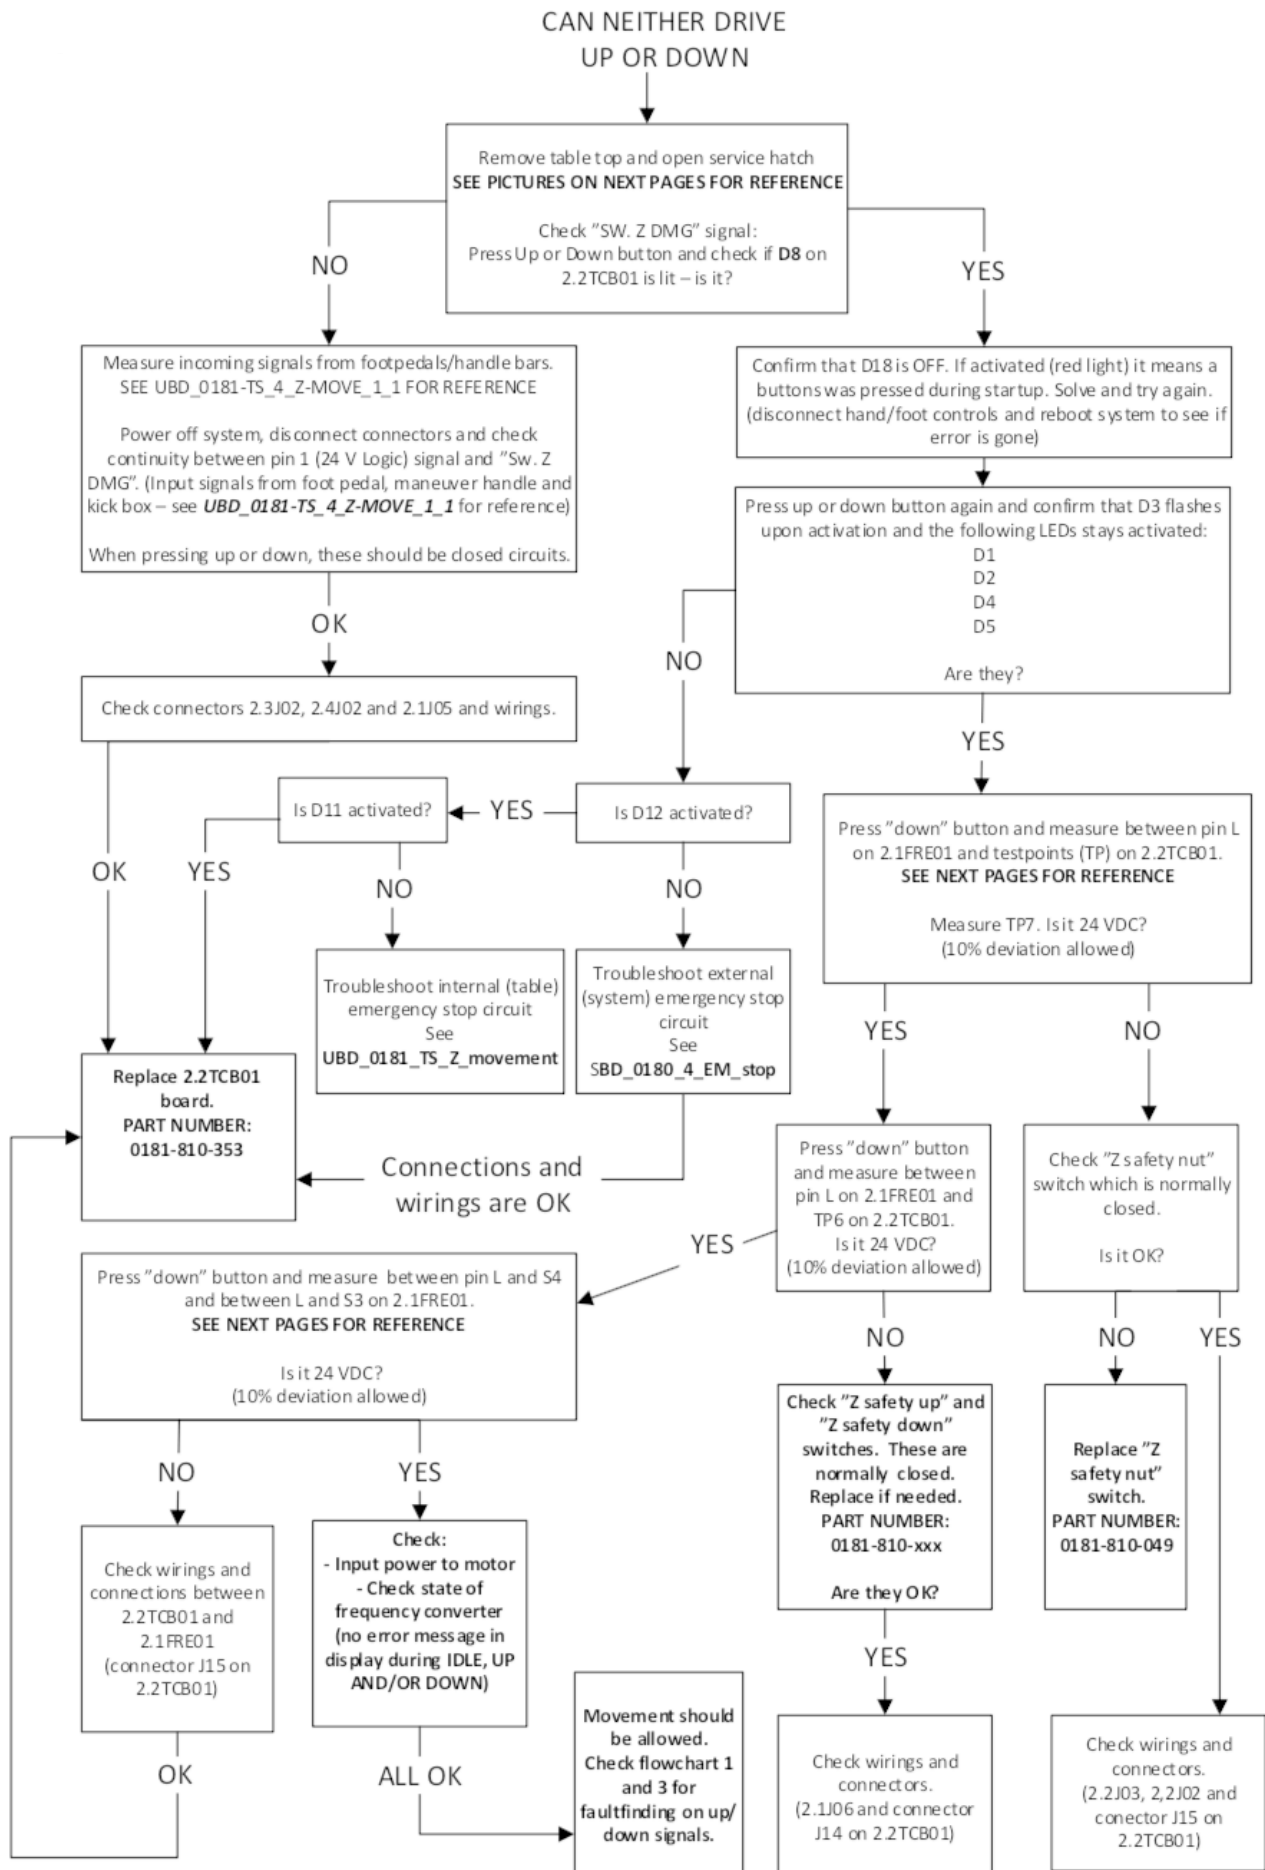 CAN NEITHER DRIVE
UP OR DOWN
Remove table top and open service hatch
SEE PICTURES ON NEXT PAGES FOR REFERENCE
Check "SW. Z DMG" signal:
Press Up or Down button and check if D8 on
2.2TCB01 is lit – is it?
NO
YES
Measure incoming signals from footpedals/handle bars.
SEE UBD_0181-TS_4_Z-MOVE_1_1 FOR REFERENCE
Power off system, disconnect connectors and check
continuity between pin 1 (24 V Logic) signal and "Sw. Z
DMG". (Input signals from foot pedal, maneuver handle and
kick box – see UBD_0181-TS_4_Z-MOVE_1_1 for reference)
When pressing up or down, these should be closed circuits.
Confirm that D18 is OFF. If activated (red light) it means a
buttons was pressed during startup. Solve and try again.
(disconnect hand/foot controls and reboot system to see if
error is gone)
Press up or down button again and confirm that D3 flashes
upon activation and the following LEDs stays activated:
D1
D2
D4
D5
Are they?
OK
NO
YES
Check connectors 2.3J02, 2.4J02 and 2.1J05 and wirings.
Is D11 activated?
YES
Is D12 activated?
Press "down" button and measure between pin L
on 2.1FRE01 and testpoints (TP) on 2.2TCB01.
SEE NEXT PAGES FOR REFERENCE
Measure TP7. Is it 24 VDC?
(10% deviation allowed)
OK
YES
NO
NO
Troubleshoot internal (table)
emergency stop circuit
See
UBD_0181_TS_Z_movement
Troubleshoot external
(system) emergency stop
circuit
See
SBD_0180_4_EM_stop
YES
NO
Replace 2.2TCB01
board.
PART NUMBER:
0181-810-353
Connections and
wirings are OK
Press "down" button
and measure between
pin L on 2.1FRE01 and
TP6 on 2.2TCB01.
Is it 24 VDC?
(10% deviation allowed)
Check "Z safety nut"
switch which is normally
closed.
Is it OK?
YES
Press "down" button and measure between pin L and S4
and between L and S3 on 2.1FRE01.
SEE NEXT PAGES FOR REFERENCE
Is it 24 VDC?
(10% deviation allowed)
NO
NO
YES
Check "Z safety up" and
"Z safety down"
switches. These are
normally closed.
Replace if needed.
PART NUMBER:
0181-810-xxx
Are they OK?
Replace "Z
safety nut"
switch.
PART NUMBER:
0181-810-049
NO
YES
Check wirings and
connections between
2.2TCB01 and
2.1FRE01
(connector J15 on
2.2TCB01)
Check:
- Input power to motor
- Check state of
frequency converter
(no error message in
display during IDLE, UP
AND/OR DOWN)
YES
OK
ALL OK
Movement should
be allowed.
Check flowchart 1
and 3 for
faultfinding on up/
down signals.
Check wirings and
connectors.
(2.1J06 and connector
J14 on 2.2TCB01)
Check wirings and
connectors.
(2.2J03, 2,2J02 and
conector J15 on
2.2TCB01)